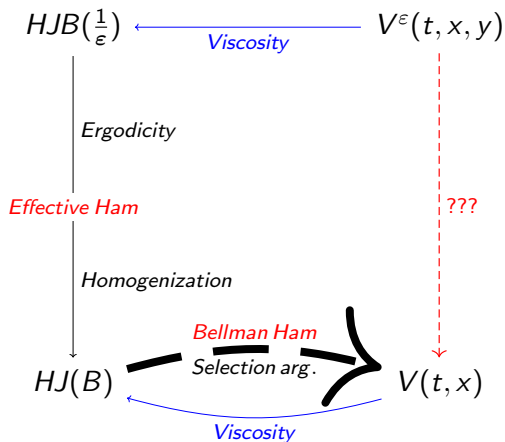 HJB(1/ε)
V^ε(t, x, y)
Viscosity
Ergodicity
Effective Ham
???
Homogenization
Bellman Ham
Selection arg.
HJ(B)
V(t, x)
Viscosity